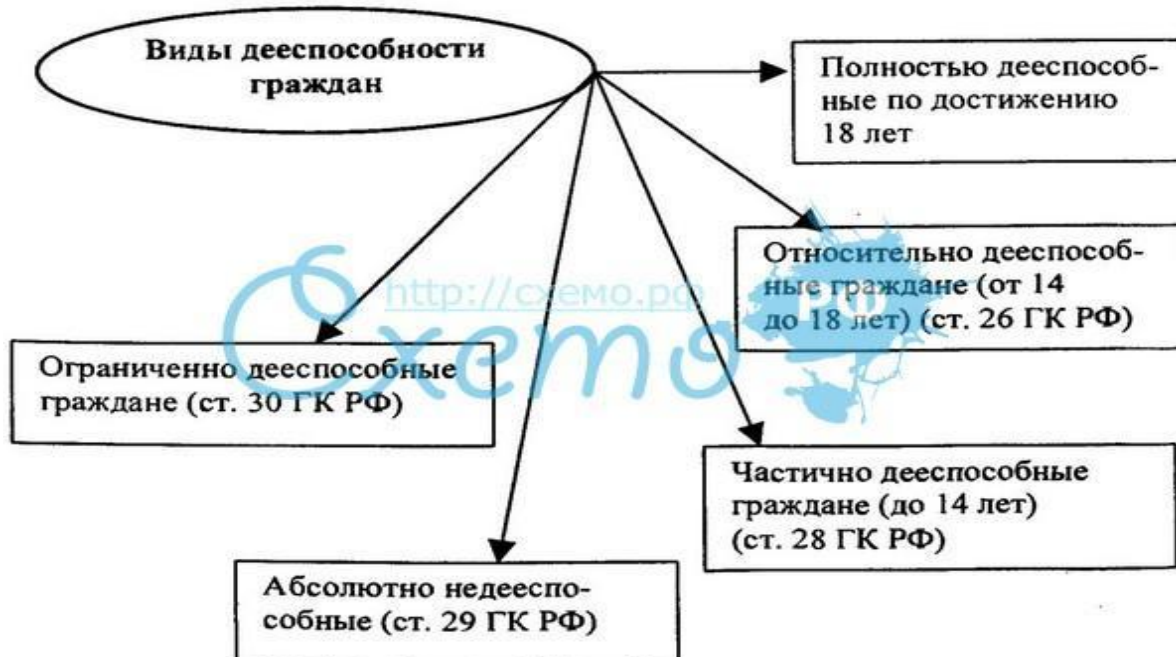 Виды дееспособности
граждан
Полностью дееспособ-
ные по достижению
18 лет
Относительно дееспособ-
ные граждане (от 14
до 18 лет) (ст. 26 ГК РФ)
http://схемо.рф
Схемо
РФ
Ограниченно дееспособные
граждане (ст. 30 ГК РФ)
Частично дееспособные
граждане (до 14 лет)
(ст. 28 ГК РФ)
Абсолютно недееспо-
собные (ст. 29 ГК РФ)